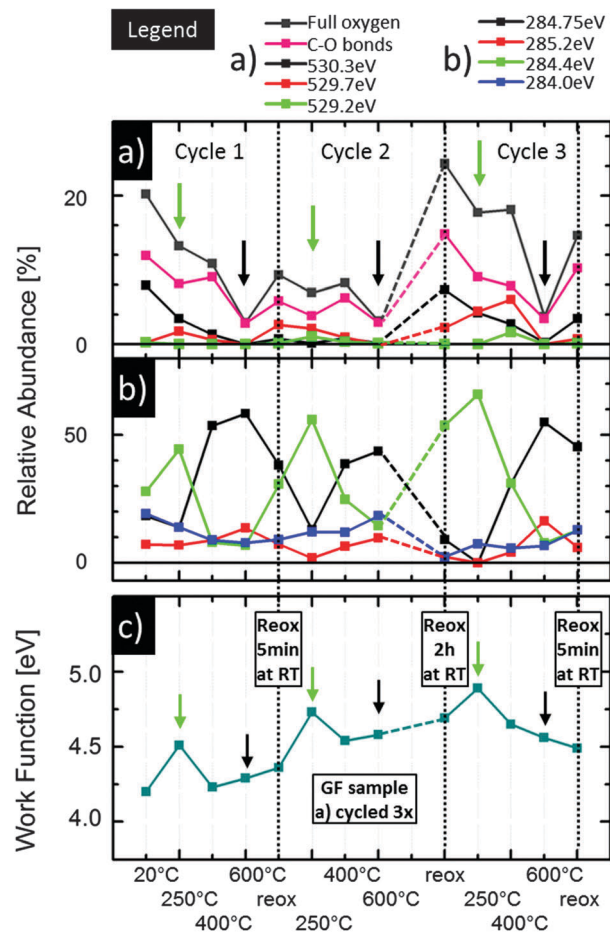 Legend
a)
Full oxygen
C-O bonds
530.3eV
529.7eV
529.2eV
b)
284.75eV
285.2eV
284.4eV
284.0eV
a)
Cycle 1
Cycle 2
Cycle 3
20
0
Relative Abundance [%]
b)
50
0
c)
Reox
5min
at RT
Reox
2h
at RT
Reox
5min
at RT
5.0
4.5
4.0
Work Function [eV]
GF sample
a) cycled 3x
20°C 600°C 400°C reox 600°C
250°C reox 600°C 250°C reox
400°C 250°C 400°C